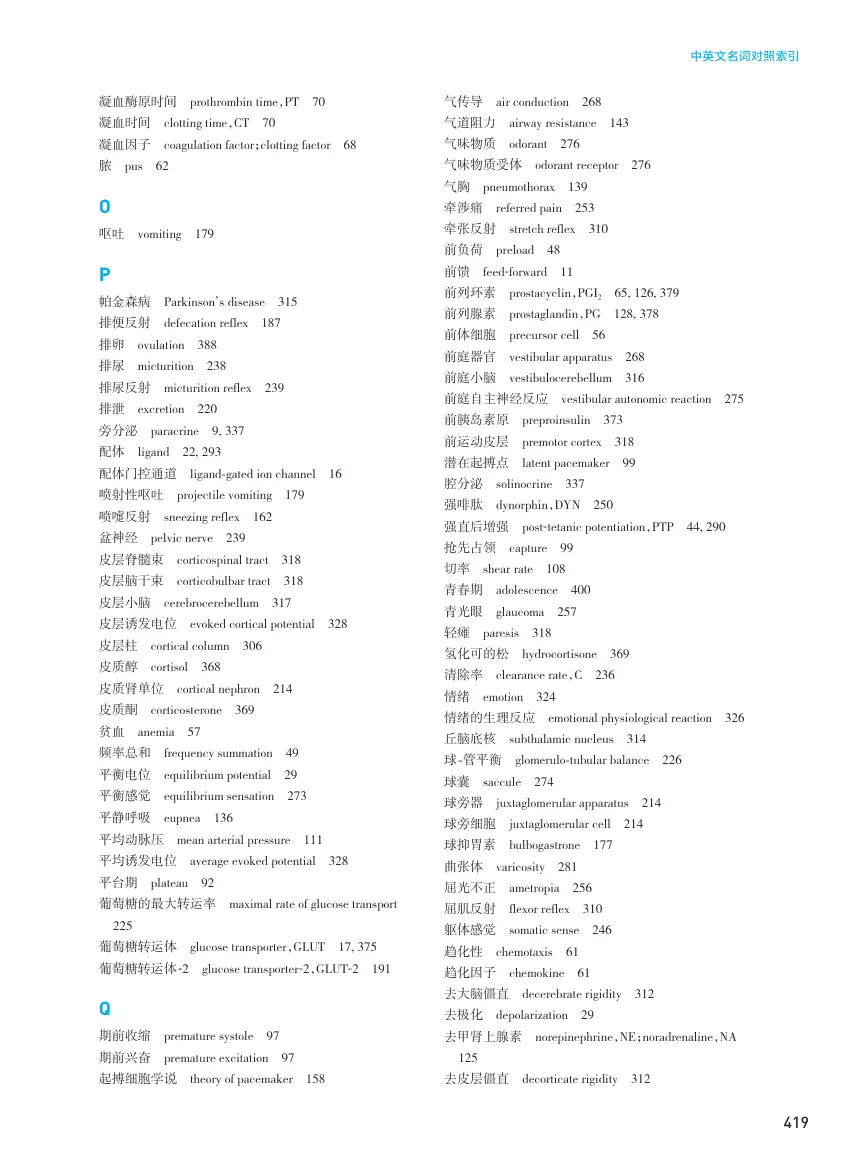 中英文名词对照索引
凝血酶原时间 prothrombin time,PT 70
凝血时间 clotting time,CT 70
凝血因子 coagulation factor;clotting factor 68
脓 pus 62
O
呕吐 vomiting 179
P
帕金森病 Parkinson's disease 315
排便反射 defecation reflex 187
排卵 ovulation 388
排尿 micturition 238
排尿反射 micturition reflex 239
排泄 excretion 220
旁分泌 paracrine 9, 337
配体 ligand 22, 293
配体门控通道 ligand-gated ion channel 16
喷射性呕吐 projectile vomiting 179
喷嚏反射 sneezing reflex 162
盆神经 pelvic nerve 239
皮层脊髓束 corticospinal tract 318
皮层脑干束 corticobulbar tract 318
皮层小脑 cerebrocerebellum 317
皮层诱发电位 evoked cortical potential 328
皮层柱 cortical column 306
皮质醇 cortisol 368
皮质肾单位 cortical nephron 214
皮质酮 corticosterone 369
贫血 anemia 57
频率总和 frequency summation 49
平衡电位 equilibrium potential 29
平衡感觉 equilibrium sensation 273
平静呼吸 eupnea 136
平均动脉压 mean arterial pressure 111
平均诱发电位 average evoked potential 328
平台期 plateau 92
葡萄糖的最大转运率 maximal rate of glucose transport
225
葡萄糖转运体 glucose transporter,GLUT 17, 375
葡萄糖转运体-2 glucose transporter-2,GLUT-2 191
Q
期前收缩 premature systole 97
期前兴奋 premature excitation 97
起搏细胞学说 theory of pacemaker 158
气传导 air conduction 268
气道阻力 airway resistance 143
气味物质 odorant 276
气味物质受体 odorant receptor 276
气胸 pneumothorax 139
牵涉痛 referred pain 253
牵张反射 stretch reflex 310
前负荷 preload 48
前馈 feed-forward 11
前列环素 prostacyclin,PGI₂ 65, 126, 379
前列腺素 prostaglandin,PG 128, 378
前体细胞 precursor cell 56
前庭器官 vestibular apparatus 268
前庭小脑 vestibulocerebellum 316
前庭自主神经反应 vestibular autonomic reaction 275
前胰岛素原 preproinsulin 373
前运动皮层 premotor cortex 318
潜在起搏点 latent pacemaker 99
腔分泌 solinocrine 337
强啡肽 dynorphin,DYN 250
强直后增强 post-tetanic potentiation,PTP 44, 290
抢先占领 capture 99
切率 shear rate 108
青春期 adolescence 400
青光眼 glaucoma 257
轻瘫 paresis 318
氢化可的松 hydrocortisone 369
清除率 clearance rate,C 236
情绪 emotion 324
情绪的生理反应 emotional physiological reaction 326
丘脑底核 subthalamic nucleus 314
球-管平衡 glomerulo-tubular balance 226
球囊 saccule 274
球旁器 juxtaglomerular apparatus 214
球旁细胞 juxtaglomerular cell 214
球抑胃素 bulbogastrone 177
曲张体 varicosity 281
屈光不正 ametropia 256
屈肌反射 flexor reflex 310
躯体感觉 somatic sense 246
趋化性 chemotaxis 61
趋化因子 chemokine 61
去大脑僵直 decerebrate rigidity 312
去极化 depolarization 29
去甲肾上腺素 norepinephrine,NE;noradrenaline,NA
125
去皮层僵直 decorticate rigidity 312
419